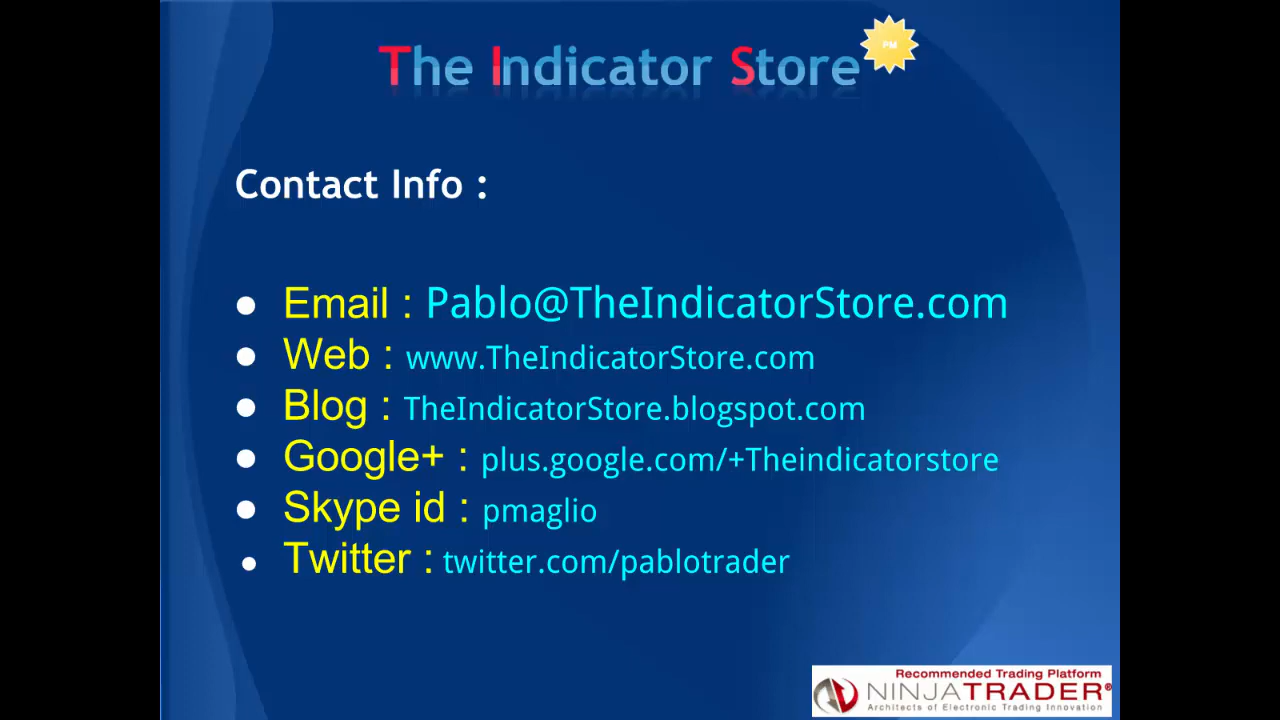 The Indicator Store
PM
Contact Info :
● Email : Pablo@TheIndicatorStore.com
● Web : www.TheIndicatorStore.com
● Blog : TheIndicatorStore.blogspot.com
● Google+ : plus.google.com/+Theindicatorstore
● Skype id : pmaglio
● Twitter : twitter.com/pablotrader
Recommended Trading Platform
NINJATRADER®
Architects of Electronic Trading Innovation